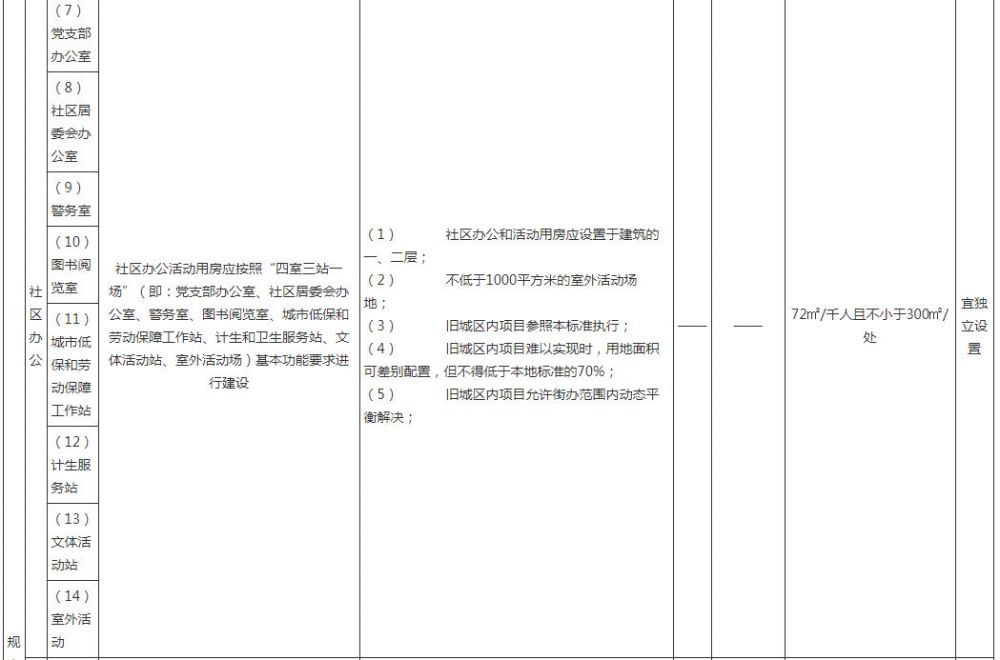 （7）
党支部
办公室
（8）
社区居
委会办
公室
（9）
警务室
（10）
图书阅
览室
（11）
城市低
保和劳
动保障
工作站
（12）
计生服
务站
（13）
文体活
动站
（14）
室外活
动
社
区
办
公
规
社区办公活动用房应按照“四室三站一
场”（即：党支部办公室、社区居委会办
公室、警务室、图书阅览室、城市低保和
劳动保障工作站、计生和卫生服务站、文
体活动站、室外活动场）基本功能要求进
行建设
（1） 社区办公和活动用房应设置于建筑的
一、二层；
（2） 不低于1000平方米的室外活动场
地；
（3） 旧城区内项目参照本标准执行；
（4） 旧城区内项目难以实现时，用地面积
可差别配置，但不得低于本地标准的70%；
（5） 旧城区内项目允许街办范围内动态平
衡解决；
——
——
72㎡/千人且不小于300㎡/
处
宜独
立设
置